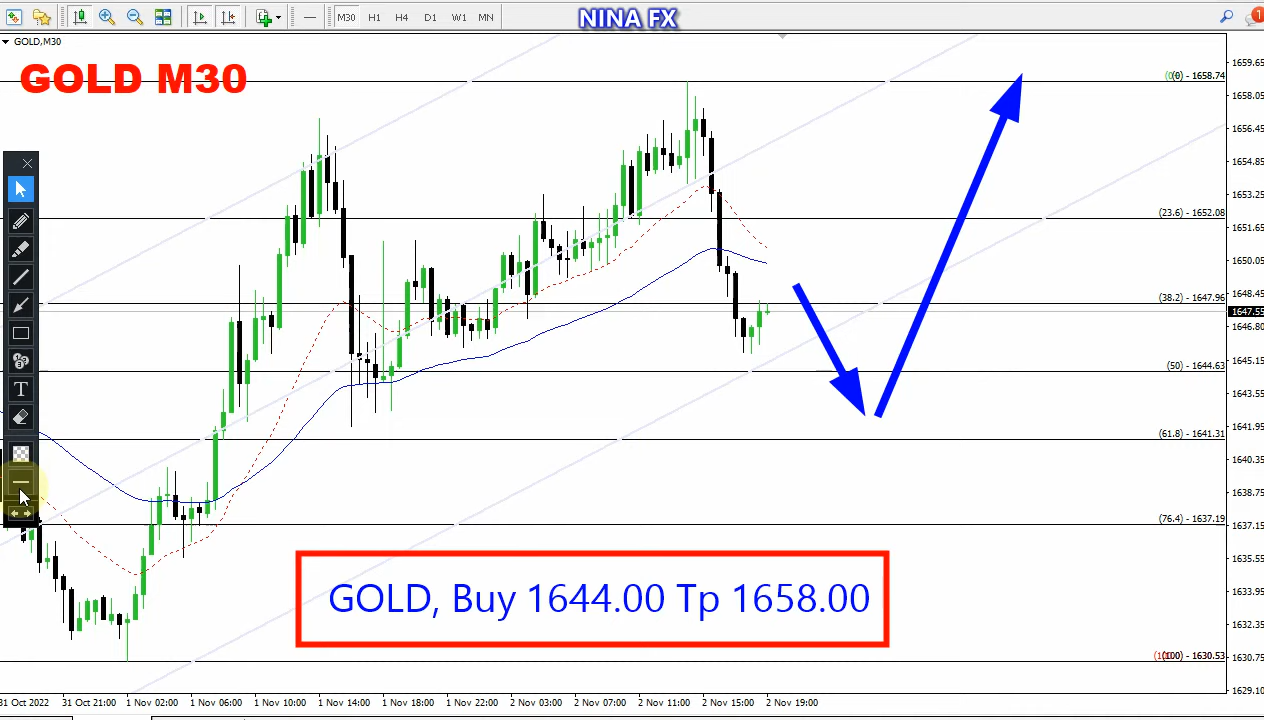 M30 H1 H4 D1 W1 MN
NINA FX
1
GOLD,M30
GOLD M30
(0) - 1658.74
(23.6) - 1652.08
(38.2) - 1647.96
(50) - 1644.63
(61.8) - 1641.31
(76.4) - 1637.19
(100) - 1630.53
1659.65
1658.05
1656.45
1654.85
1653.25
1651.65
1650.05
1648.45
1647.55
1646.80
1645.15
1643.55
1641.95
1640.35
1638.75
1637.15
1635.55
1633.95
1632.35
1630.75
1629.10
T
GOLD, Buy 1644.00 Tp 1658.00
31 Oct 2022 31 Oct 21:00 1 Nov 02:00 1 Nov 06:00 1 Nov 10:00 1 Nov 14:00 1 Nov 18:00 1 Nov 22:00 2 Nov 03:00 2 Nov 07:00 2 Nov 11:00 2 Nov 15:00 2 Nov 19:00